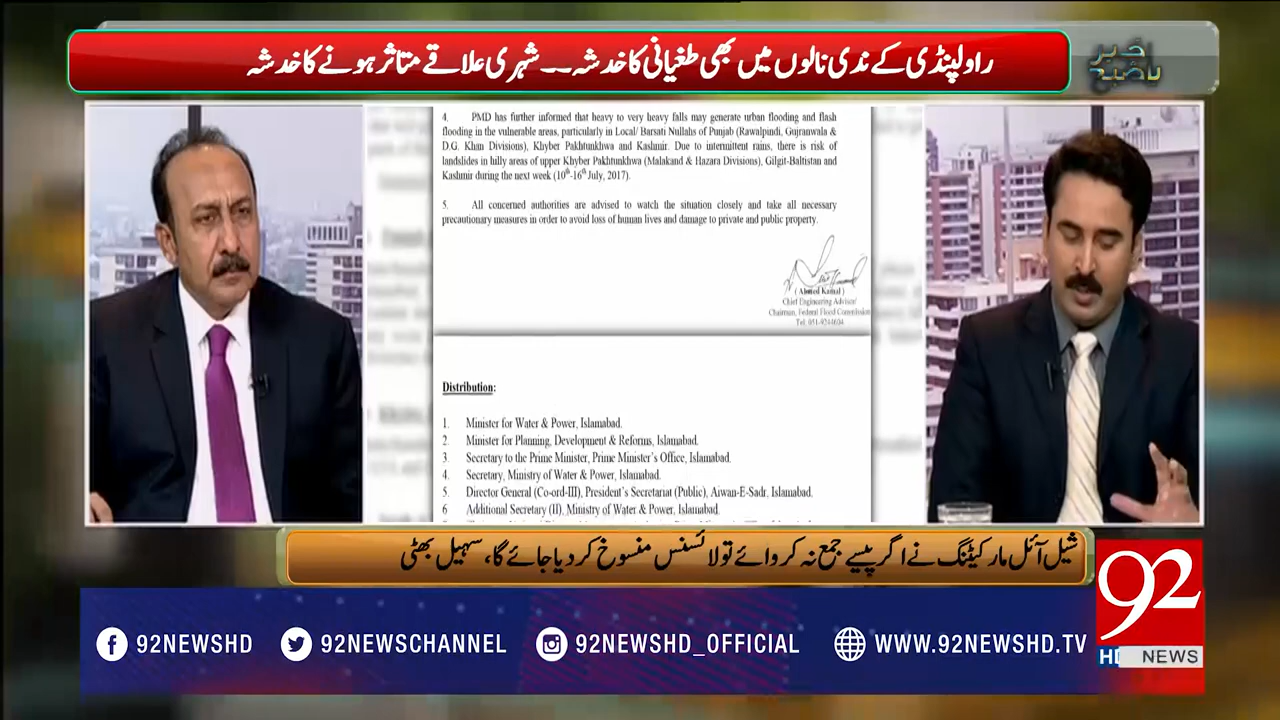 راولپنڈی کے ندی نالوں میں بھی طغیانی کا خدشہ ۔۔ شہری علاقے متاثر ہونے کا خدشہ
باخبر
صبح
4. PMD has further informed that heavy to very heavy falls may generate urban flooding and flash
flooding in the vulnerable areas, particularly in Local/ Barsati Nullahs of Punjab (Rawalpindi, Gujranwala &
D.G. Khan Divisions), Khyber Pakhtunkhwa and Kashmir. Due to intermittent rains, there is risk of
landslides in hilly areas of upper Khyber Pakhtunkhwa (Malakand & Hazara Divisions), Gilgit-Baltistan and
Kashmir during the next week (10th-16th July, 2017).
5. All concerned authorities are advised to watch the situation closely and take all necessary
precautionary measures in order to avoid loss of human lives and damage to private and public property.
( Ahmed Kamal )
Chief Engineering Advisor/
Chairman, Federal Flood Commission
Tel: 051-9244604
Distribution:
1. Minister for Water & Power, Islamabad.
2. Minister for Planning, Development & Reforms, Islamabad.
3. Secretary to the Prime Minister, Prime Minister's Office, Islamabad.
4. Secretary, Ministry of Water & Power, Islamabad.
5. Director General (Co-ord-III), President's Secretariat (Public), Aiwan-E-Sadr, Islamabad.
6 Additional Secretary (II), Ministry of Water & Power, Islamabad.
شیل آئل مارکیٹنگ نے اگر پیسے جمع نہ کروائے تو لائسنس منسوخ کر دیا جائے گا، سہیل بھٹی
92
HD NEWS
92NEWSHD 92NEWSCHANNEL 92NEWSHD_OFFICIAL WWW.92NEWSHD.TV